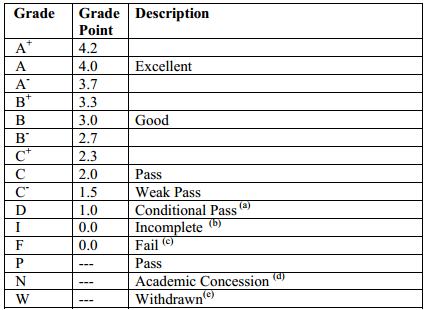 Grade Grade Point Description
A+ 4.2
A 4.0 Excellent
A- 3.7
B+ 3.3
B 3.0 Good
B- 2.7
C+ 2.3
C 2.0 Pass
C- 1.5 Weak Pass
D 1.0 Conditional Pass (a)
I 0.0 Incomplete (b)
F 0.0 Fail (c)
P --- Pass
N --- Academic Concession (d)
W --- Withdrawn(e)